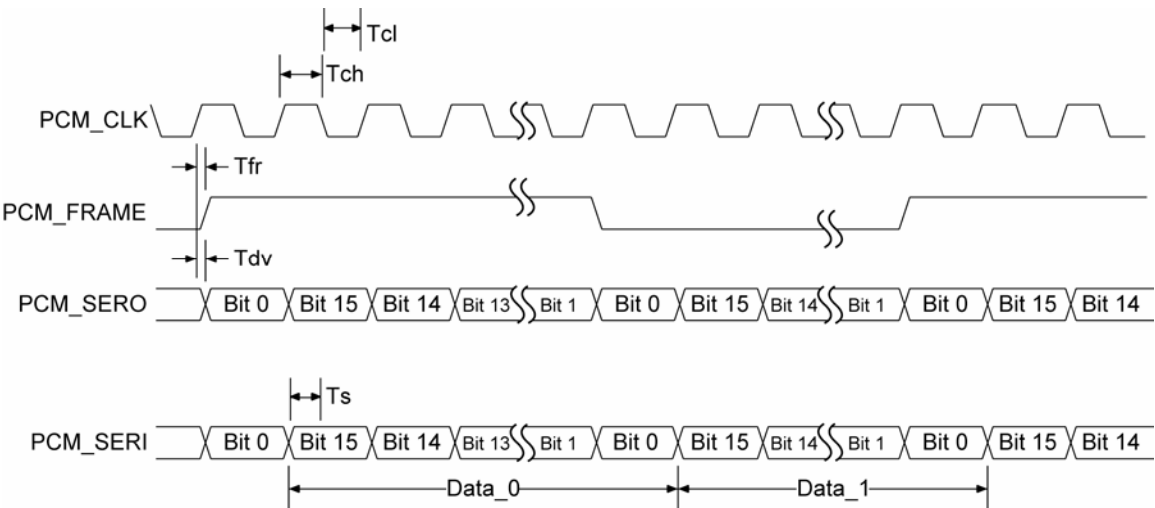 Tcl
Tch
PCM_CLK
Tfr
PCM_FRAME
Tdv
PCM_SERO Bit 0 Bit 15 Bit 14 Bit 13 Bit 1 Bit 0 Bit 15 Bit 14 Bit 1 Bit 0 Bit 15 Bit 14
Ts
PCM_SERI Bit 0 Bit 15 Bit 14 Bit 13 Bit 1 Bit 0 Bit 15 Bit 14 Bit 1 Bit 0 Bit 15 Bit 14
Data_0 Data_1